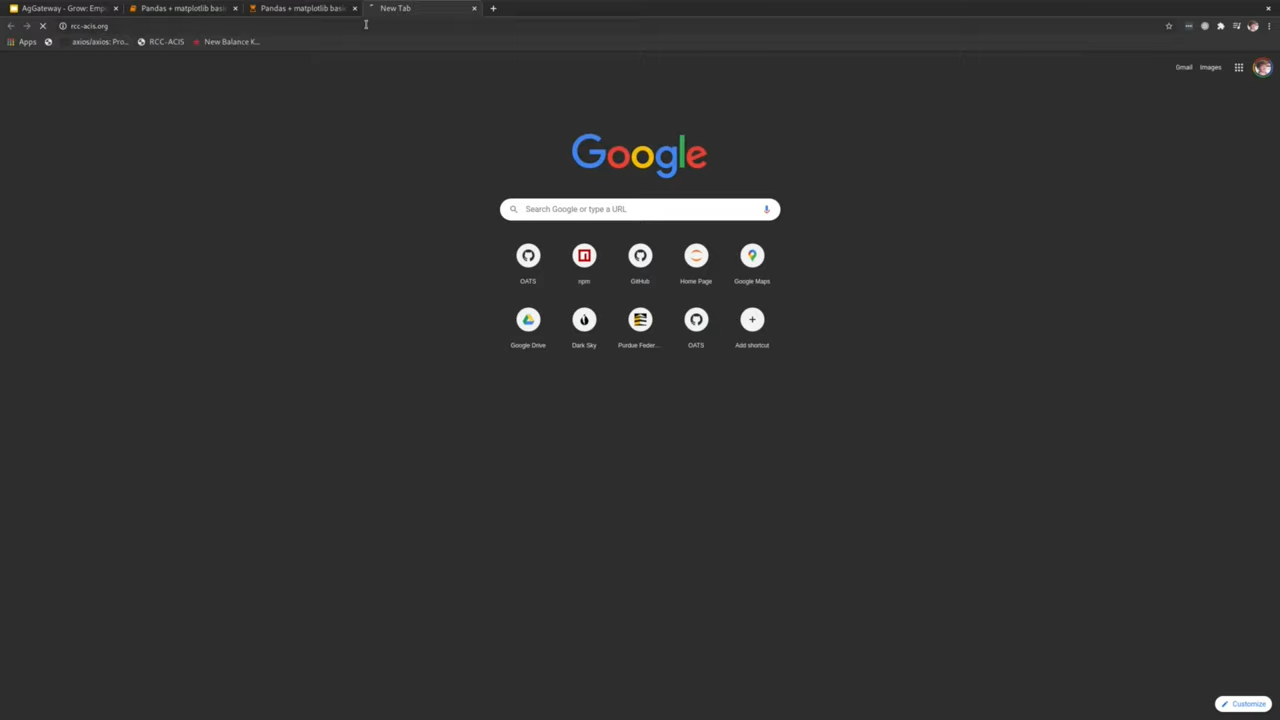 AgGateway - Grow: Emp
Pandas + matplotlib basi
Pandas + matplotlib basi
New Tab
rcc-acis.org
Apps
axios/axios: Pro...
RCC-ACIS
New Balance K...
Gmail
Images
Google
Search Google or type a URL
OATS
npm
GitHub
Home Page
Google Maps
Google Drive
Dark Sky
Purdue Feder...
OATS
Add shortcut
Customize